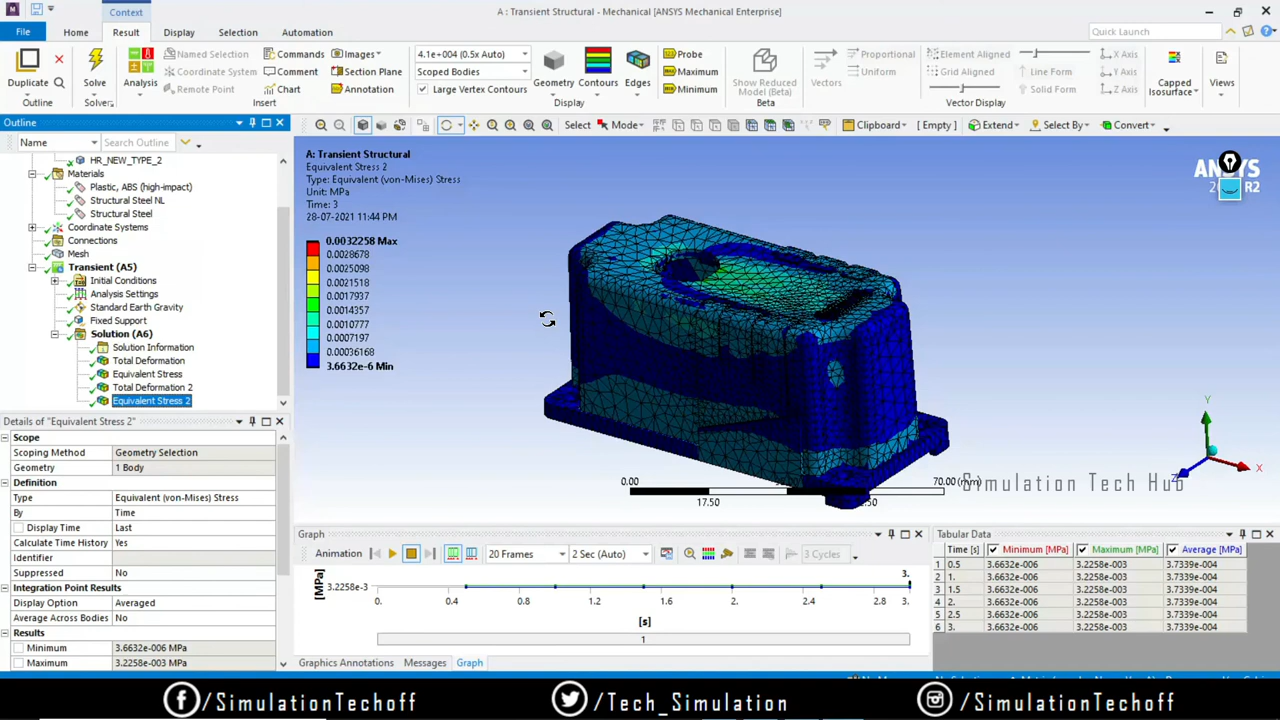 Context
A : Transient Structural - Mechanical [ANSYS Mechanical Enterprise]
File
Home
Result
Display
Selection
Automation
Quick Launch
Duplicate
Outline
Solve
Solver
Analysis
Named Selection
Coordinate System
Remote Point
Commands
Comment
Chart
Images
Section Plane
Annotation
Insert
4.1e+004 (0.5x Auto)
Scoped Bodies
Large Vertex Contours
Geometry
Contours
Edges
Display
Probe
Maximum
Minimum
Show Reduced
Model (Beta)
Beta
Vectors
Proportional
Uniform
Element Aligned
Grid Aligned
Line Form
Solid Form
X Axis
Y Axis
Z Axis
Vector Display
Capped
Isosurface
Views
Outline
Name
Search Outline
Select
Mode
Clipboard
[ Empty ]
Extend
Select By
Convert
HR_NEW_TYPE_2
Materials
Plastic, ABS (high-impact)
Structural Steel NL
Structural Steel
Coordinate Systems
Connections
Mesh
Transient (A5)
Initial Conditions
Analysis Settings
Standard Earth Gravity
Fixed Support
Solution (A6)
Solution Information
Total Deformation
Equivalent Stress
Total Deformation 2
Equivalent Stress 2
A: Transient Structural
Equivalent Stress 2
Type: Equivalent (von-Mises) Stress
Unit: MPa
Time: 3
28-07-2021 11:44 PM
0.0032258 Max
0.0028678
0.0025098
0.0021518
0.0017937
0.0014357
0.0010777
0.0007197
0.00036168
3.6632e-6 Min
ANSYS
R2
Y
X
Z
0.00
70.00
17.50
Simulation Tech Hub
Details of "Equivalent Stress 2"
Scope
Scoping Method Geometry Selection
Geometry 1 Body
Definition
Type Equivalent (von-Mises) Stress
By Time
Display Time Last
Calculate Time History Yes
Identifier
Suppressed No
Integration Point Results
Display Option Averaged
Average Across Bodies No
Results
Minimum 3.6632e-006 MPa
Maximum 3.2258e-003 MPa
Graph
Animation
20 Frames
2 Sec (Auto)
3 Cycles
[MPa]
3.2258e-3
3.
0. 0.4 0.8 1.2 1.6 2. 2.4 2.8 3.
[s]
1
Graphics Annotations
Messages
Graph
Tabular Data
Time [s] Minimum [MPa] Maximum [MPa] Average [MPa]
1 0.5 3.6632e-006 3.2258e-003 3.7339e-004
2 1. 3.6632e-006 3.2258e-003 3.7339e-004
3 1.5 3.6632e-006 3.2258e-003 3.7339e-004
4 2. 3.6632e-006 3.2258e-003 3.7339e-004
5 2.5 3.6632e-006 3.2258e-003 3.7339e-004
6 3. 3.6632e-006 3.2258e-003 3.7339e-004
/SimulationTechoff
/Tech_Simulation
/SimulationTechoff